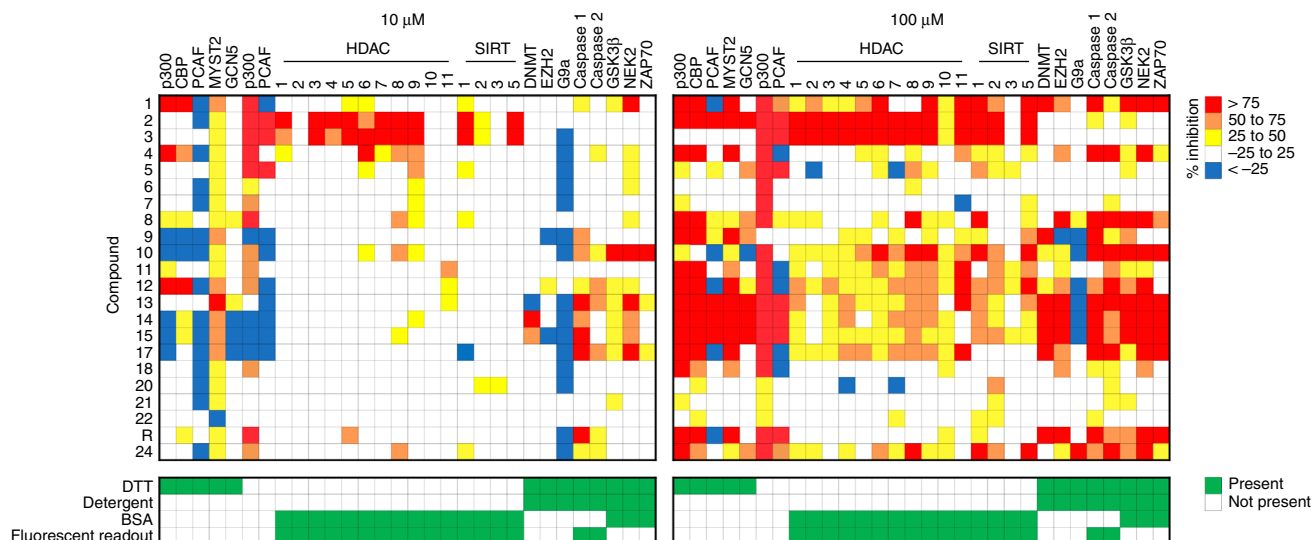 10 μM
100 μM
HDAC
SIRT
HDAC
SIRT
p300
CBP
PCAF
MYST2
GCN5
p300
PCAF
1
2
3
4
5
6
7
8
9
10
11
1
2
3
5
DNMT
EZH2
G9a
Caspase 1
Caspase 2
GSK3β
NEK2
ZAP70
p300
CBP
PCAF
MYST2
GCN5
p300
PCAF
1
2
3
4
5
6
7
8
9
10
11
1
2
3
5
DNMT
EZH2
G9a
Caspase 1
Caspase 2
GSK3β
NEK2
ZAP70
Compound
1
2
3
4
5
6
7
8
9
10
11
12
13
14
15
17
18
20
21
22
R
24
% inhibition
> 75
50 to 75
25 to 50
−25 to 25
< −25
DTT
Detergent
BSA
Fluorescent readout
Present
Not present